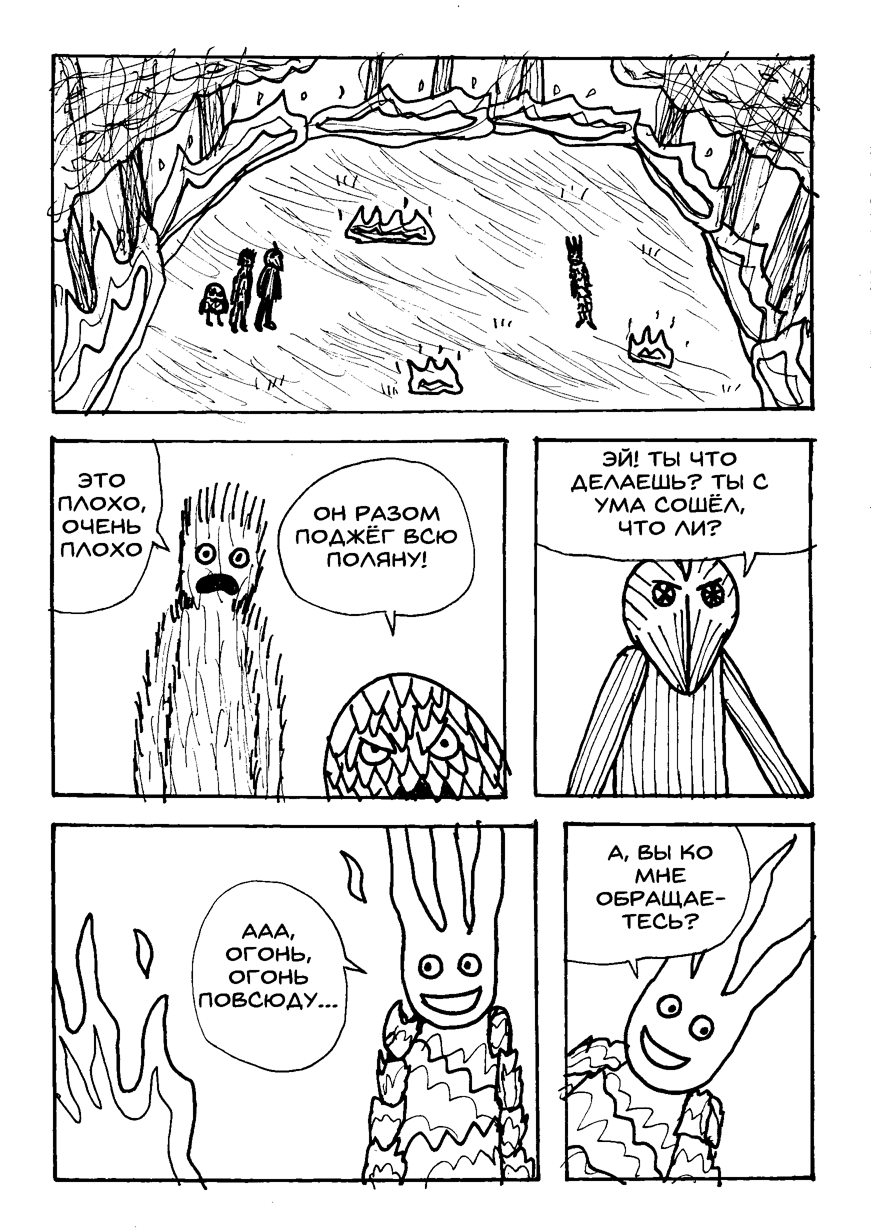 ЭТО
ПЛОХО,
ОЧЕНЬ
ПЛОХО
ОН РАЗОМ
ПОДЖЁГ ВСЮ
ПОЛЯНУ!
ЭЙ! ТЫ ЧТО
ДЕЛАЕШЬ? ТЫ С
УМА СОШЁЛ,
ЧТО ЛИ?
ААА,
ОГОНЬ,
ОГОНЬ
ПОВСЮДУ...
А, ВЫ КО
МНЕ
ОБРАЩАЕ-
ТЕСЬ?